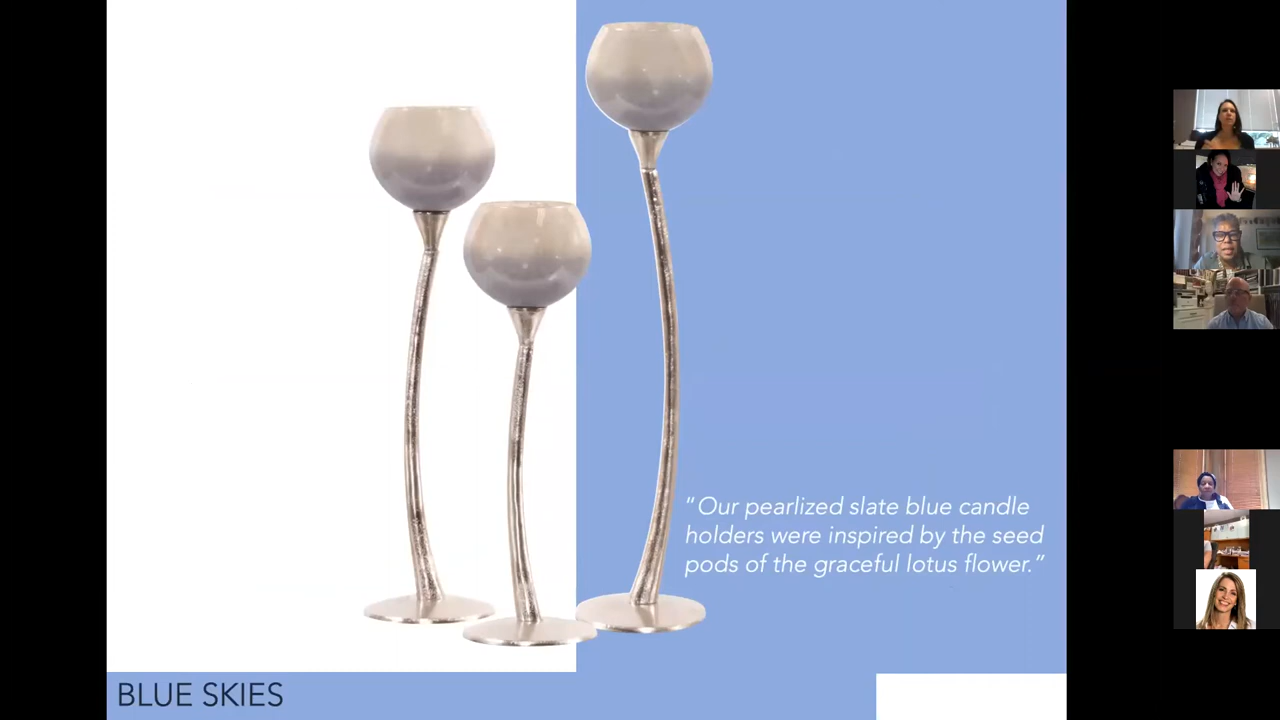 “Our pearlized slate blue candle
holders were inspired by the seed
pods of the graceful lotus flower.”
BLUE SKIES